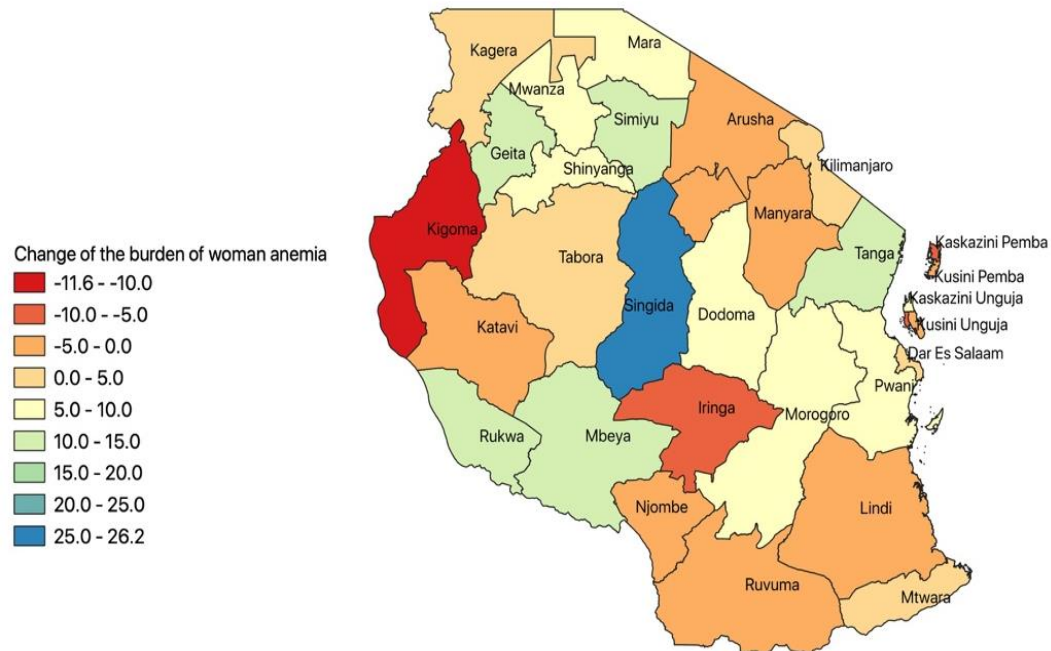 Kagera
Mara
Mwanza
Simiyu
Arusha
Geita
Shinyanga
Kilimanjaro
Kigoma
Manyara
Tabora
Tanga
Kaskazini Pemba
Kusini Pemba
Kaskazini Unguja
Kusini Unguja
Singida
Dodoma
Katavi
Dar Es Salaam
Pwani
Rukwa
Mbeya
Iringa
Morogoro
Njombe
Lindi
Ruvuma
Mtwara
Change of the burden of woman anemia
-11.6 - -10.0
-10.0 - -5.0
-5.0 - 0.0
0.0 - 5.0
5.0 - 10.0
10.0 - 15.0
15.0 - 20.0
20.0 - 25.0
25.0 - 26.2